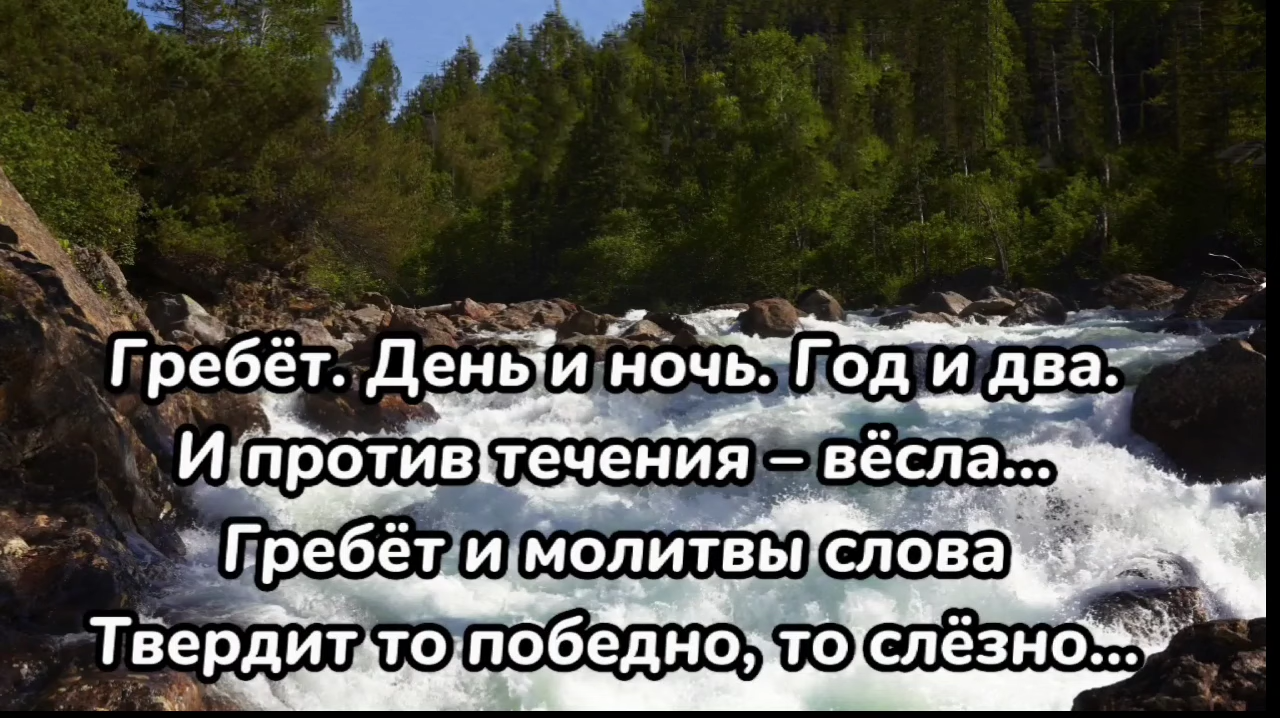 Гребёт. День и ночь. Год и два.
И против течения – вёсла...
Гребёт и молитвы слова
Твердит то победно, то слёзно...